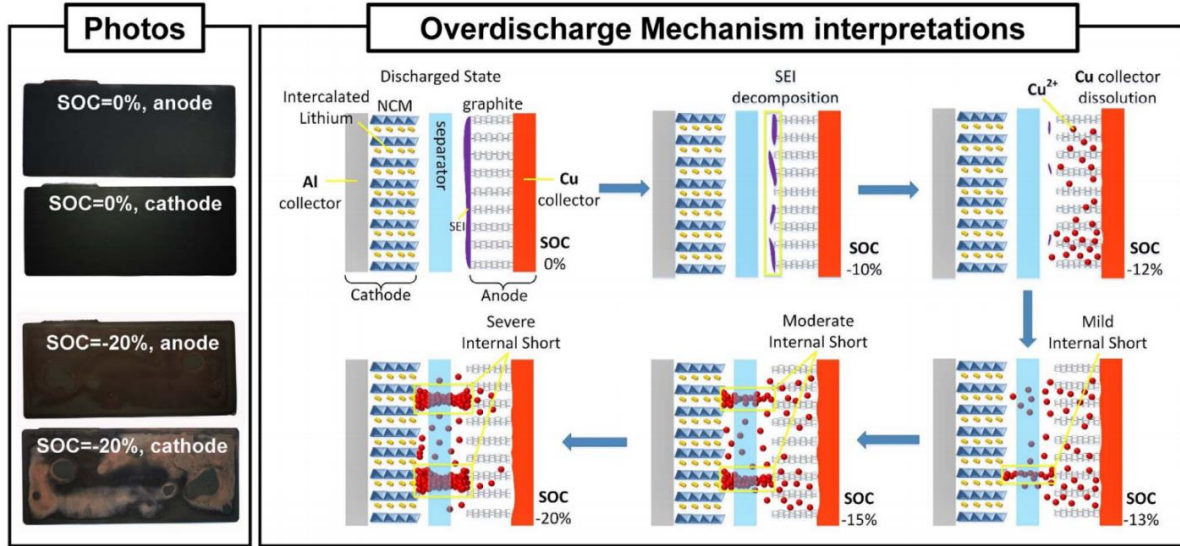 Photos
SOC=0%, anode
SOC=0%, cathode
SOC=-20%, anode
SOC=-20%, cathode
Overdischarge Mechanism interpretations
Discharged State
Intercalated
Lithium
NCM
graphite
separator
Al
collector
Cu
collector
SEI
SOC
0%
Cathode
Anode
SEI
decomposition
SOC
-10%
Cu²⁺
Cu collector
dissolution
SOC
-12%
Severe
Internal Short
SOC
-20%
Moderate
Internal Short
SOC
-15%
Mild
Internal Short
SOC
-13%